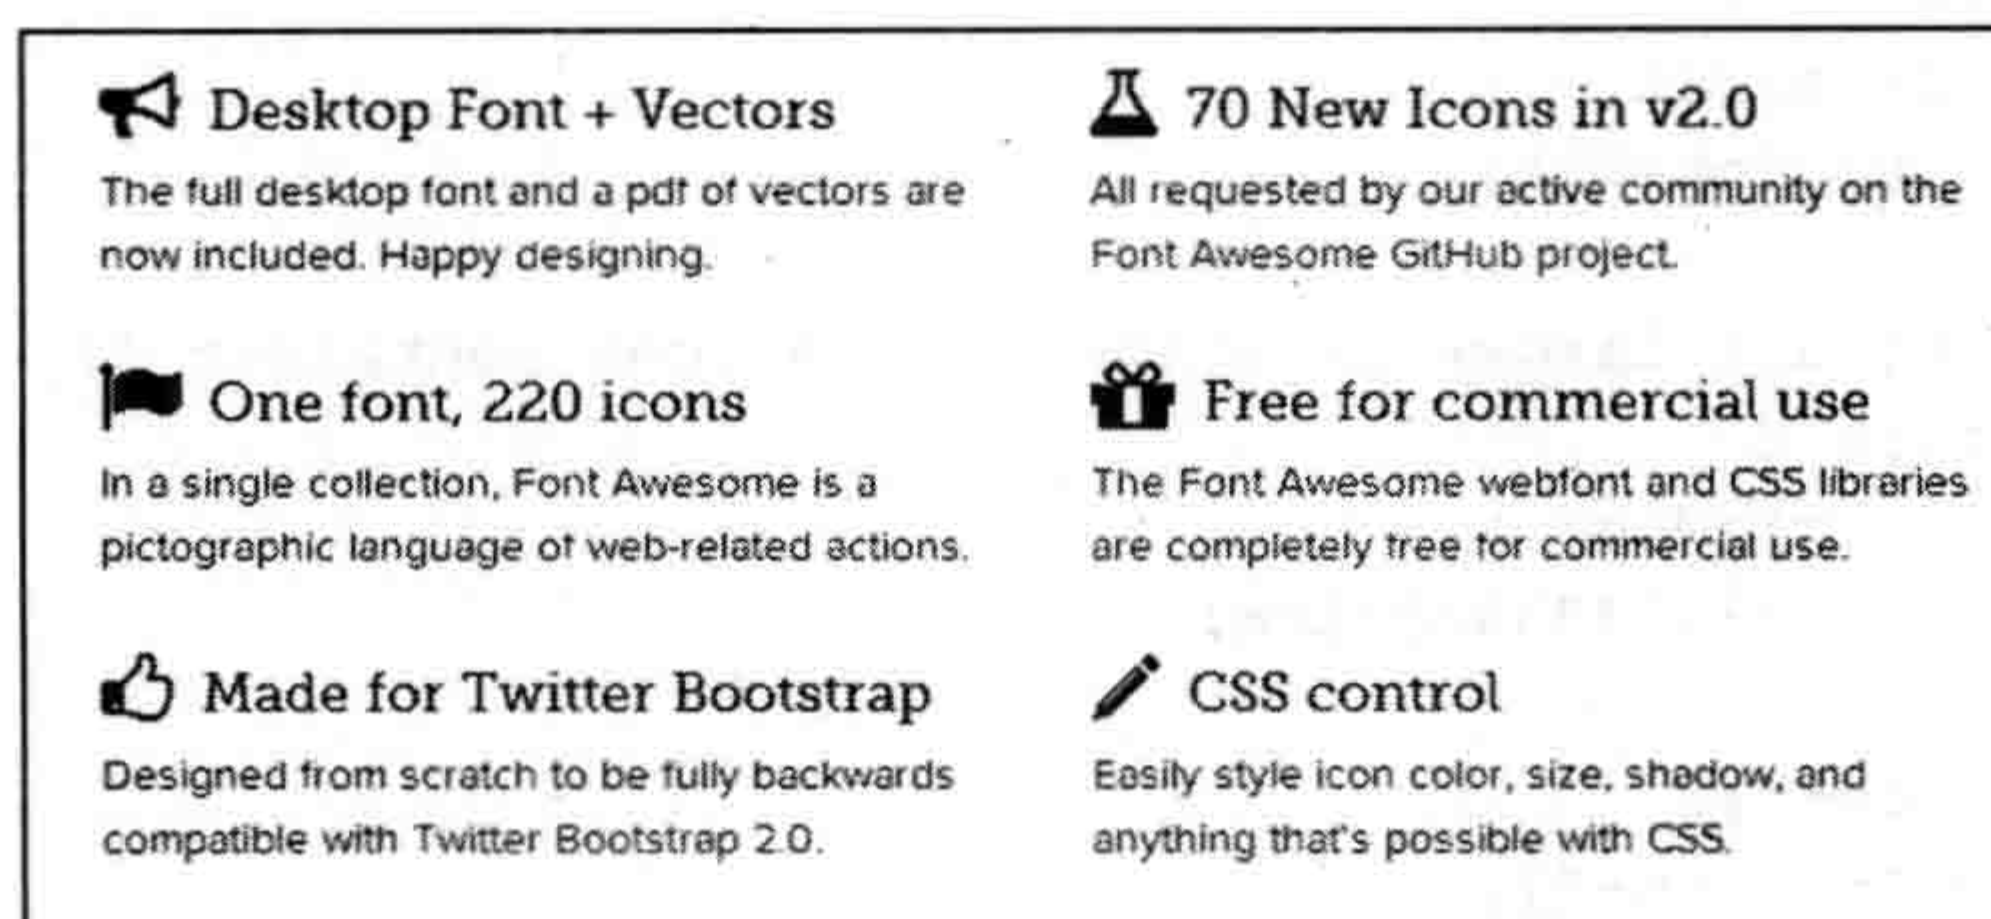 Desktop Font + Vectors
The full desktop font and a pdf of vectors are
now included. Happy designing.
70 New Icons in v2.0
All requested by our active community on the
Font Awesome GitHub project.
One font, 220 icons
In a single collection, Font Awesome is a
pictographic language of web-related actions.
Free for commercial use
The Font Awesome webfont and CSS libraries
are completely free for commercial use.
Made for Twitter Bootstrap
Designed from scratch to be fully backwards
compatible with Twitter Bootstrap 2.0.
CSS control
Easily style icon color, size, shadow, and
anything that's possible with CSS.